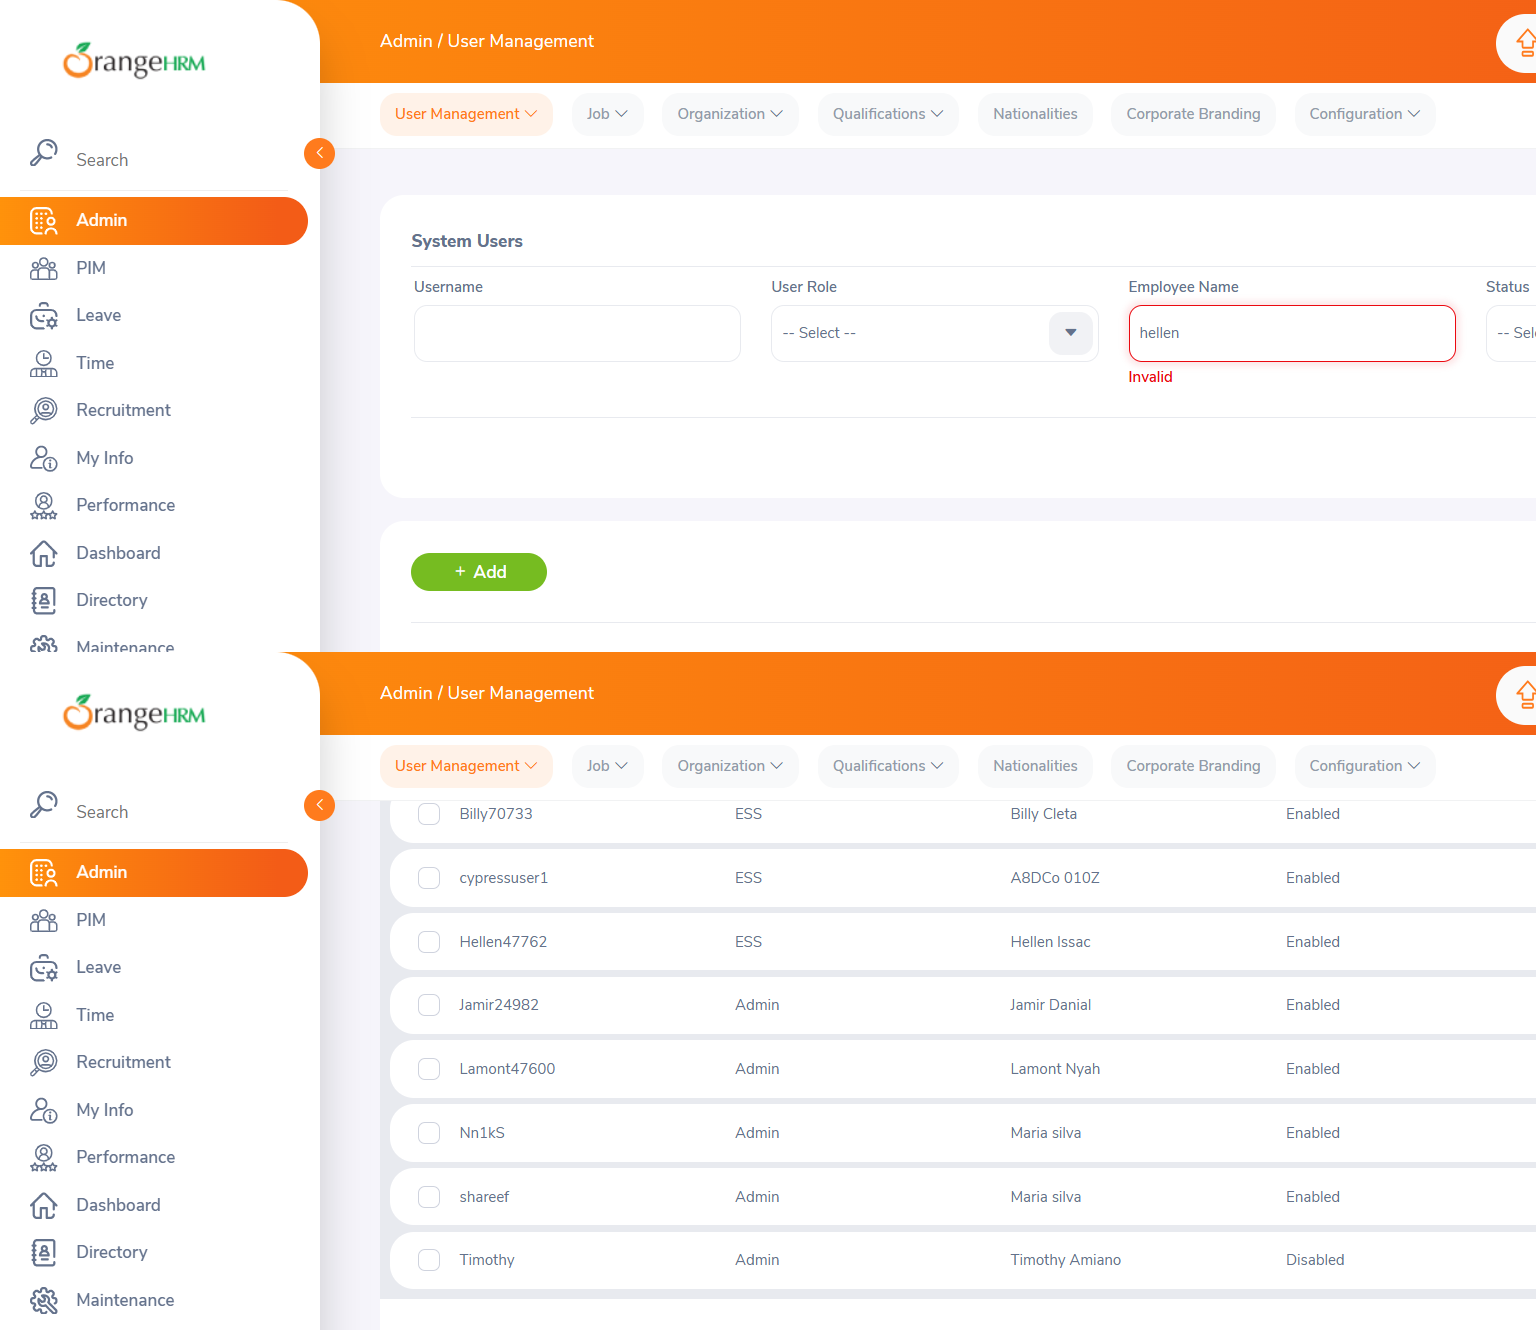 OrangeHRM
Admin / User Management
User Management
Job
Organization
Qualifications
Nationalities
Corporate Branding
Configuration
Search
Admin
PIM
Leave
Time
Recruitment
My Info
Performance
Dashboard
Directory
Maintenance
System Users
Username
User Role
Employee Name
Status
-- Select --
hellen
-- Sel
Invalid
+ Add
OrangeHRM
Admin / User Management
User Management
Job
Organization
Qualifications
Nationalities
Corporate Branding
Configuration
Search
Admin
PIM
Leave
Time
Recruitment
My Info
Performance
Dashboard
Directory
Maintenance
Billy70733 ESS Billy Cleta Enabled
cypressuser1 ESS A8DCo 010Z Enabled
Hellen47762 ESS Hellen Issac Enabled
Jamir24982 Admin Jamir Danial Enabled
Lamont47600 Admin Lamont Nyah Enabled
Nn1kS Admin Maria silva Enabled
shareef Admin Maria silva Enabled
Timothy Admin Timothy Amiano Disabled